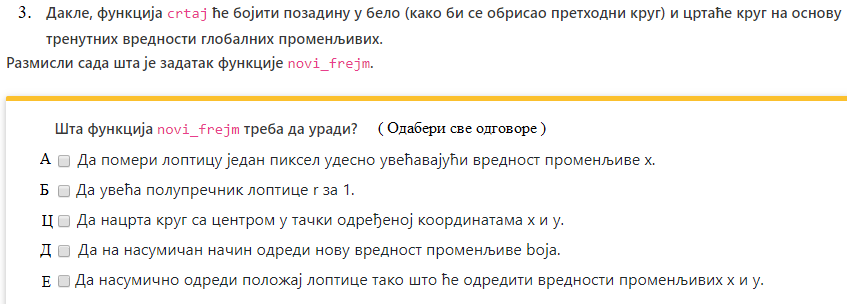 3. Дакле, функција crtaj ће бојити позадину у бело (како би се обрисао претходни круг) и цртаће круг на основу
тренутних вредности глобалних променљивих.
Размисли сада шта је задатак функције novi_frejm.
Шта функција novi_frejm треба да уради? ( Одабери све одговоре )
А Да помери лоптицу један пиксел удесно увећавајући вредност променљиве x.
Б Да увећа полупречник лоптице r за 1.
Ц Да нацрта круг са центром у тачки одређеној координатама x и y.
Д Да на насумичан начин одреди нову вредност променљиве boja.
Е Да насумично одреди положај лоптице тако што ће одредити вредности променљивих x и y.